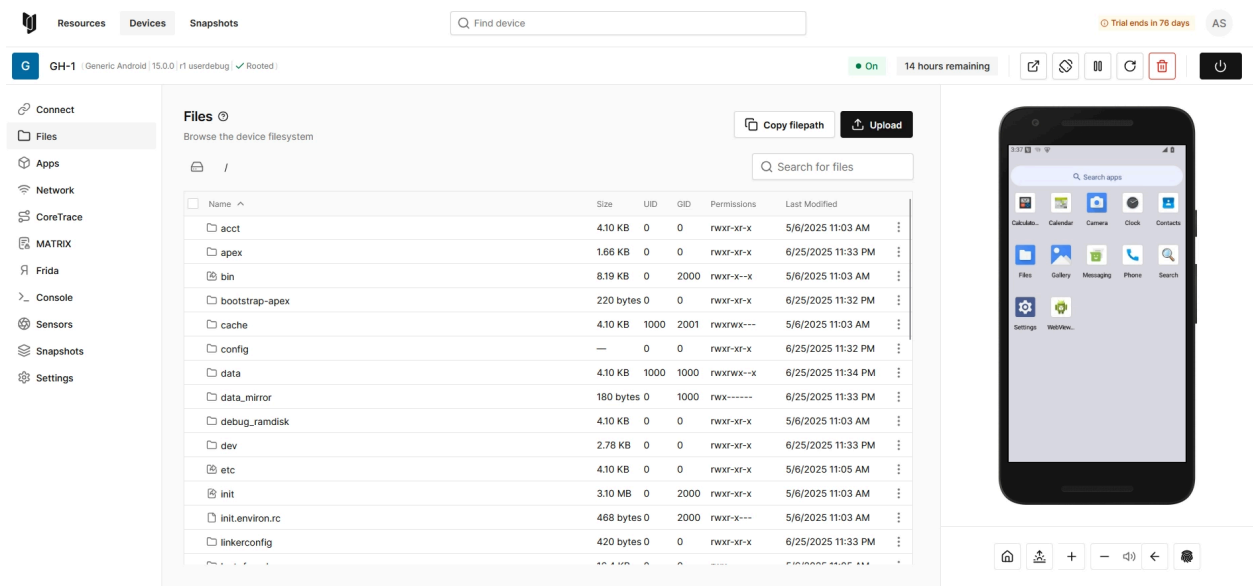 Resources Devices Snapshots Find device Trial ends in 76 days AS
G GH-1 Generic Android 15.0.0 r1 userdebug Rooted On 14 hours remaining
Connect
Files
Apps
Network
CoreTrace
MATRIX
Frida
Console
Sensors
Snapshots
Settings
Files
Browse the device filesystem
Copy filepath Upload
/ Search for files
Name Size UID GID Permissions Last Modified
acct 4.10 KB 0 0 rwxr-xr-x 5/6/2025 11:03 AM
apex 1.66 KB 0 0 rwxr-xr-x 6/25/2025 11:33 PM
bin 8.19 KB 0 2000 rwxr-x--x 5/6/2025 11:03 AM
bootstrap-apex 220 bytes 0 0 rwxr-xr-x 6/25/2025 11:32 PM
cache 4.10 KB 1000 2001 rwxrwx--- 5/6/2025 11:03 AM
config — 0 0 rwxr-xr-x 6/25/2025 11:32 PM
data 4.10 KB 1000 1000 rwxrwx--x 6/25/2025 11:34 PM
data_mirror 180 bytes 0 1000 rwx------ 6/25/2025 11:33 PM
debug_ramdisk 4.10 KB 0 0 rwxr-xr-x 5/6/2025 11:03 AM
dev 2.78 KB 0 0 rwxr-xr-x 6/25/2025 11:33 PM
etc 4.10 KB 0 0 rwxr-xr-x 5/6/2025 11:05 AM
init 3.10 MB 0 2000 rwxr-xr-x 5/6/2025 11:03 AM
init.environ.rc 468 bytes 0 2000 rwxr-x--- 5/6/2025 11:03 AM
linkerconfig 420 bytes 0 0 rwxr-xr-x 6/25/2025 11:33 PM
3:37
Search apps
Calculato... Calendar Camera Clock Contacts
Files Gallery Messaging Phone Search
Settings WebView...